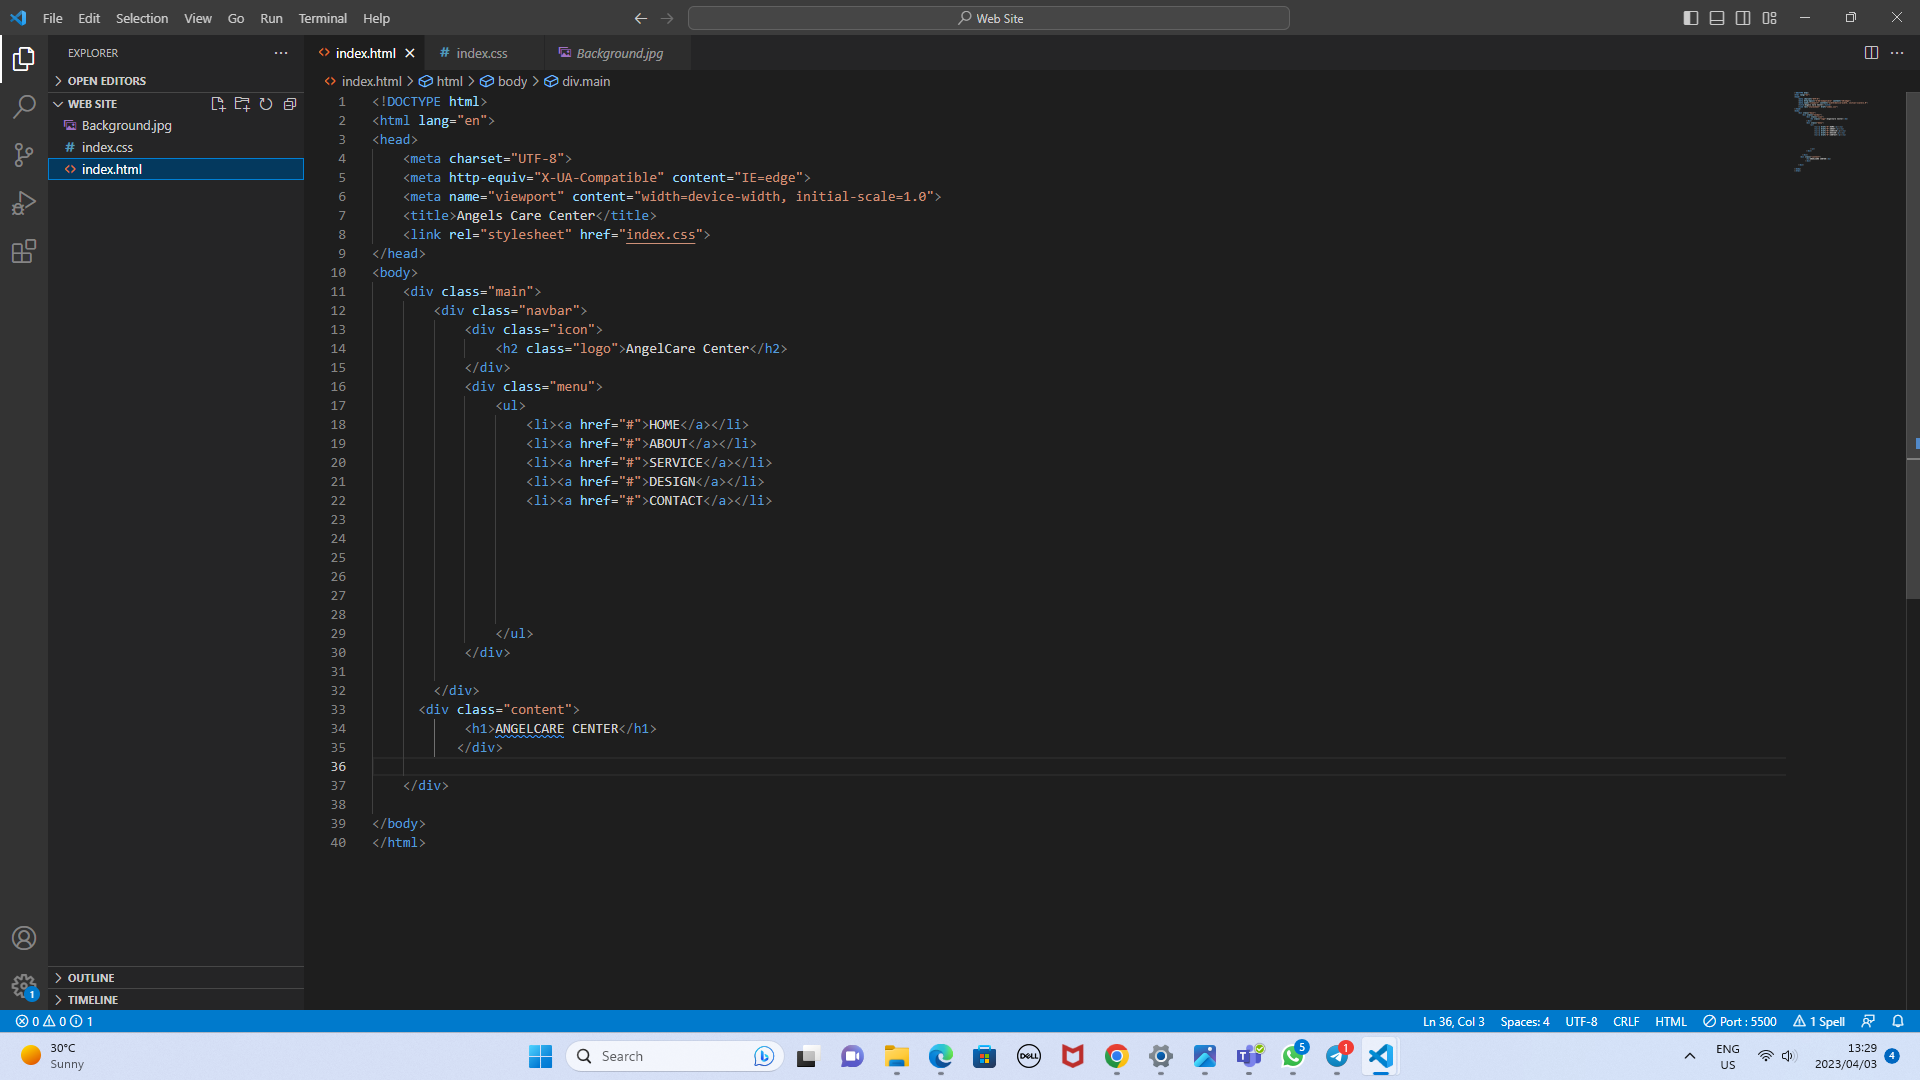 File Edit Selection View Go Run Terminal Help
Web Site
EXPLORER
OPEN EDITORS
WEB SITE
Background.jpg
index.css
index.html
OUTLINE
TIMELINE
index.html index.css Background.jpg
index.html > html > body > div.main
1 <!DOCTYPE html>
2 <html lang="en">
3 <head>
4 <meta charset="UTF-8">
5 <meta http-equiv="X-UA-Compatible" content="IE=edge">
6 <meta name="viewport" content="width=device-width, initial-scale=1.0">
7 <title>Angels Care Center</title>
8 <link rel="stylesheet" href="index.css">
9 </head>
10 <body>
11 <div class="main">
12 <div class="navbar">
13 <div class="icon">
14 <h2 class="logo">AngelCare Center</h2>
15 </div>
16 <div class="menu">
17 <ul>
18 <li><a href="#">HOME</a></li>
19 <li><a href="#">ABOUT</a></li>
20 <li><a href="#">SERVICE</a></li>
21 <li><a href="#">DESIGN</a></li>
22 <li><a href="#">CONTACT</a></li>
23
24
25
26
27
28
29 </ul>
30 </div>
31
32 </div>
33 <div class="content">
34 <h1>ANGELCARE CENTER</h1>
35 </div>
36
37 </div>
38
39 </body>
40 </html>
1
0 0 1
Ln 36, Col 3 Spaces: 4 UTF-8 CRLF HTML Port : 5500 1 Spell
30°C
Sunny
Search
DELL
T
5
1
ENG
US
13:29
2023/04/03
4